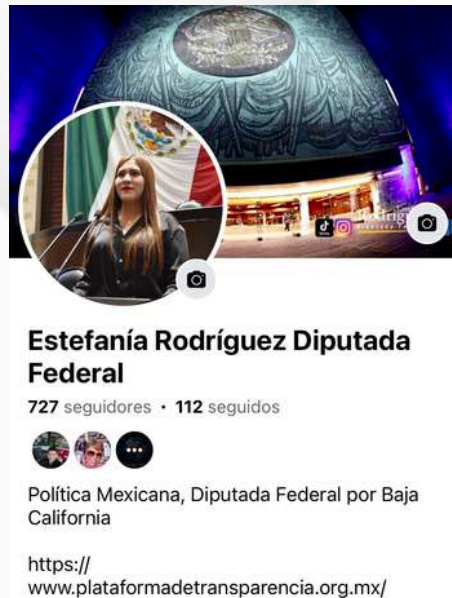 Rodríg
Estefanía Rodríguez Diputada
Federal
727 seguidores · 112 seguidos
Política Mexicana, Diputada Federal por Baja
California
https://
www.plataformadetransparencia.org.mx/